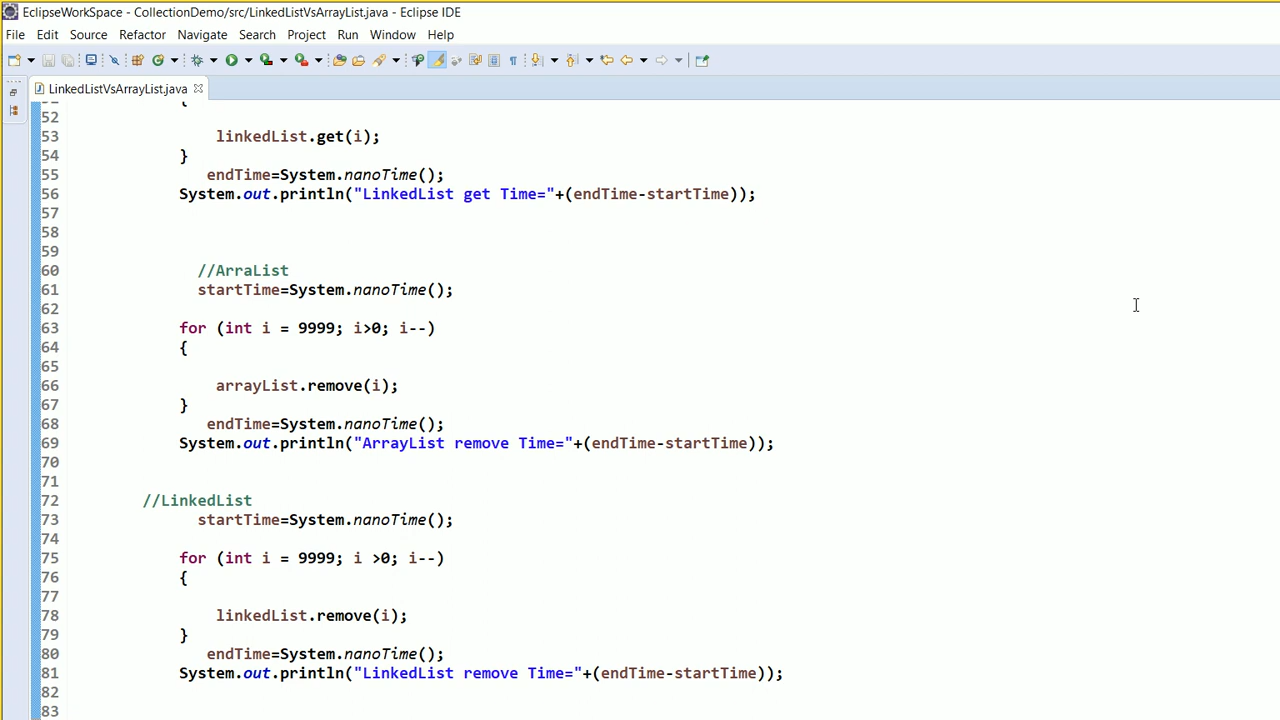 EclipseWorkSpace - CollectionDemo/src/LinkedListVsArrayList.java - Eclipse IDE
File Edit Source Refactor Navigate Search Project Run Window Help
LinkedListVsArrayList.java
{
52
53 linkedList.get(i);
54 }
55 endTime=System.nanoTime();
56 System.out.println("LinkedList get Time="+(endTime-startTime));
57
58
59
60 //ArraList
61 startTime=System.nanoTime();
62
63 for (int i = 9999; i>0; i--)
64 {
65
66 arrayList.remove(i);
67 }
68 endTime=System.nanoTime();
69 System.out.println("ArrayList remove Time="+(endTime-startTime));
70
71
72 //LinkedList
73 startTime=System.nanoTime();
74
75 for (int i = 9999; i >0; i--)
76 {
77
78 linkedList.remove(i);
79 }
80 endTime=System.nanoTime();
81 System.out.println("LinkedList remove Time="+(endTime-startTime));
82
83